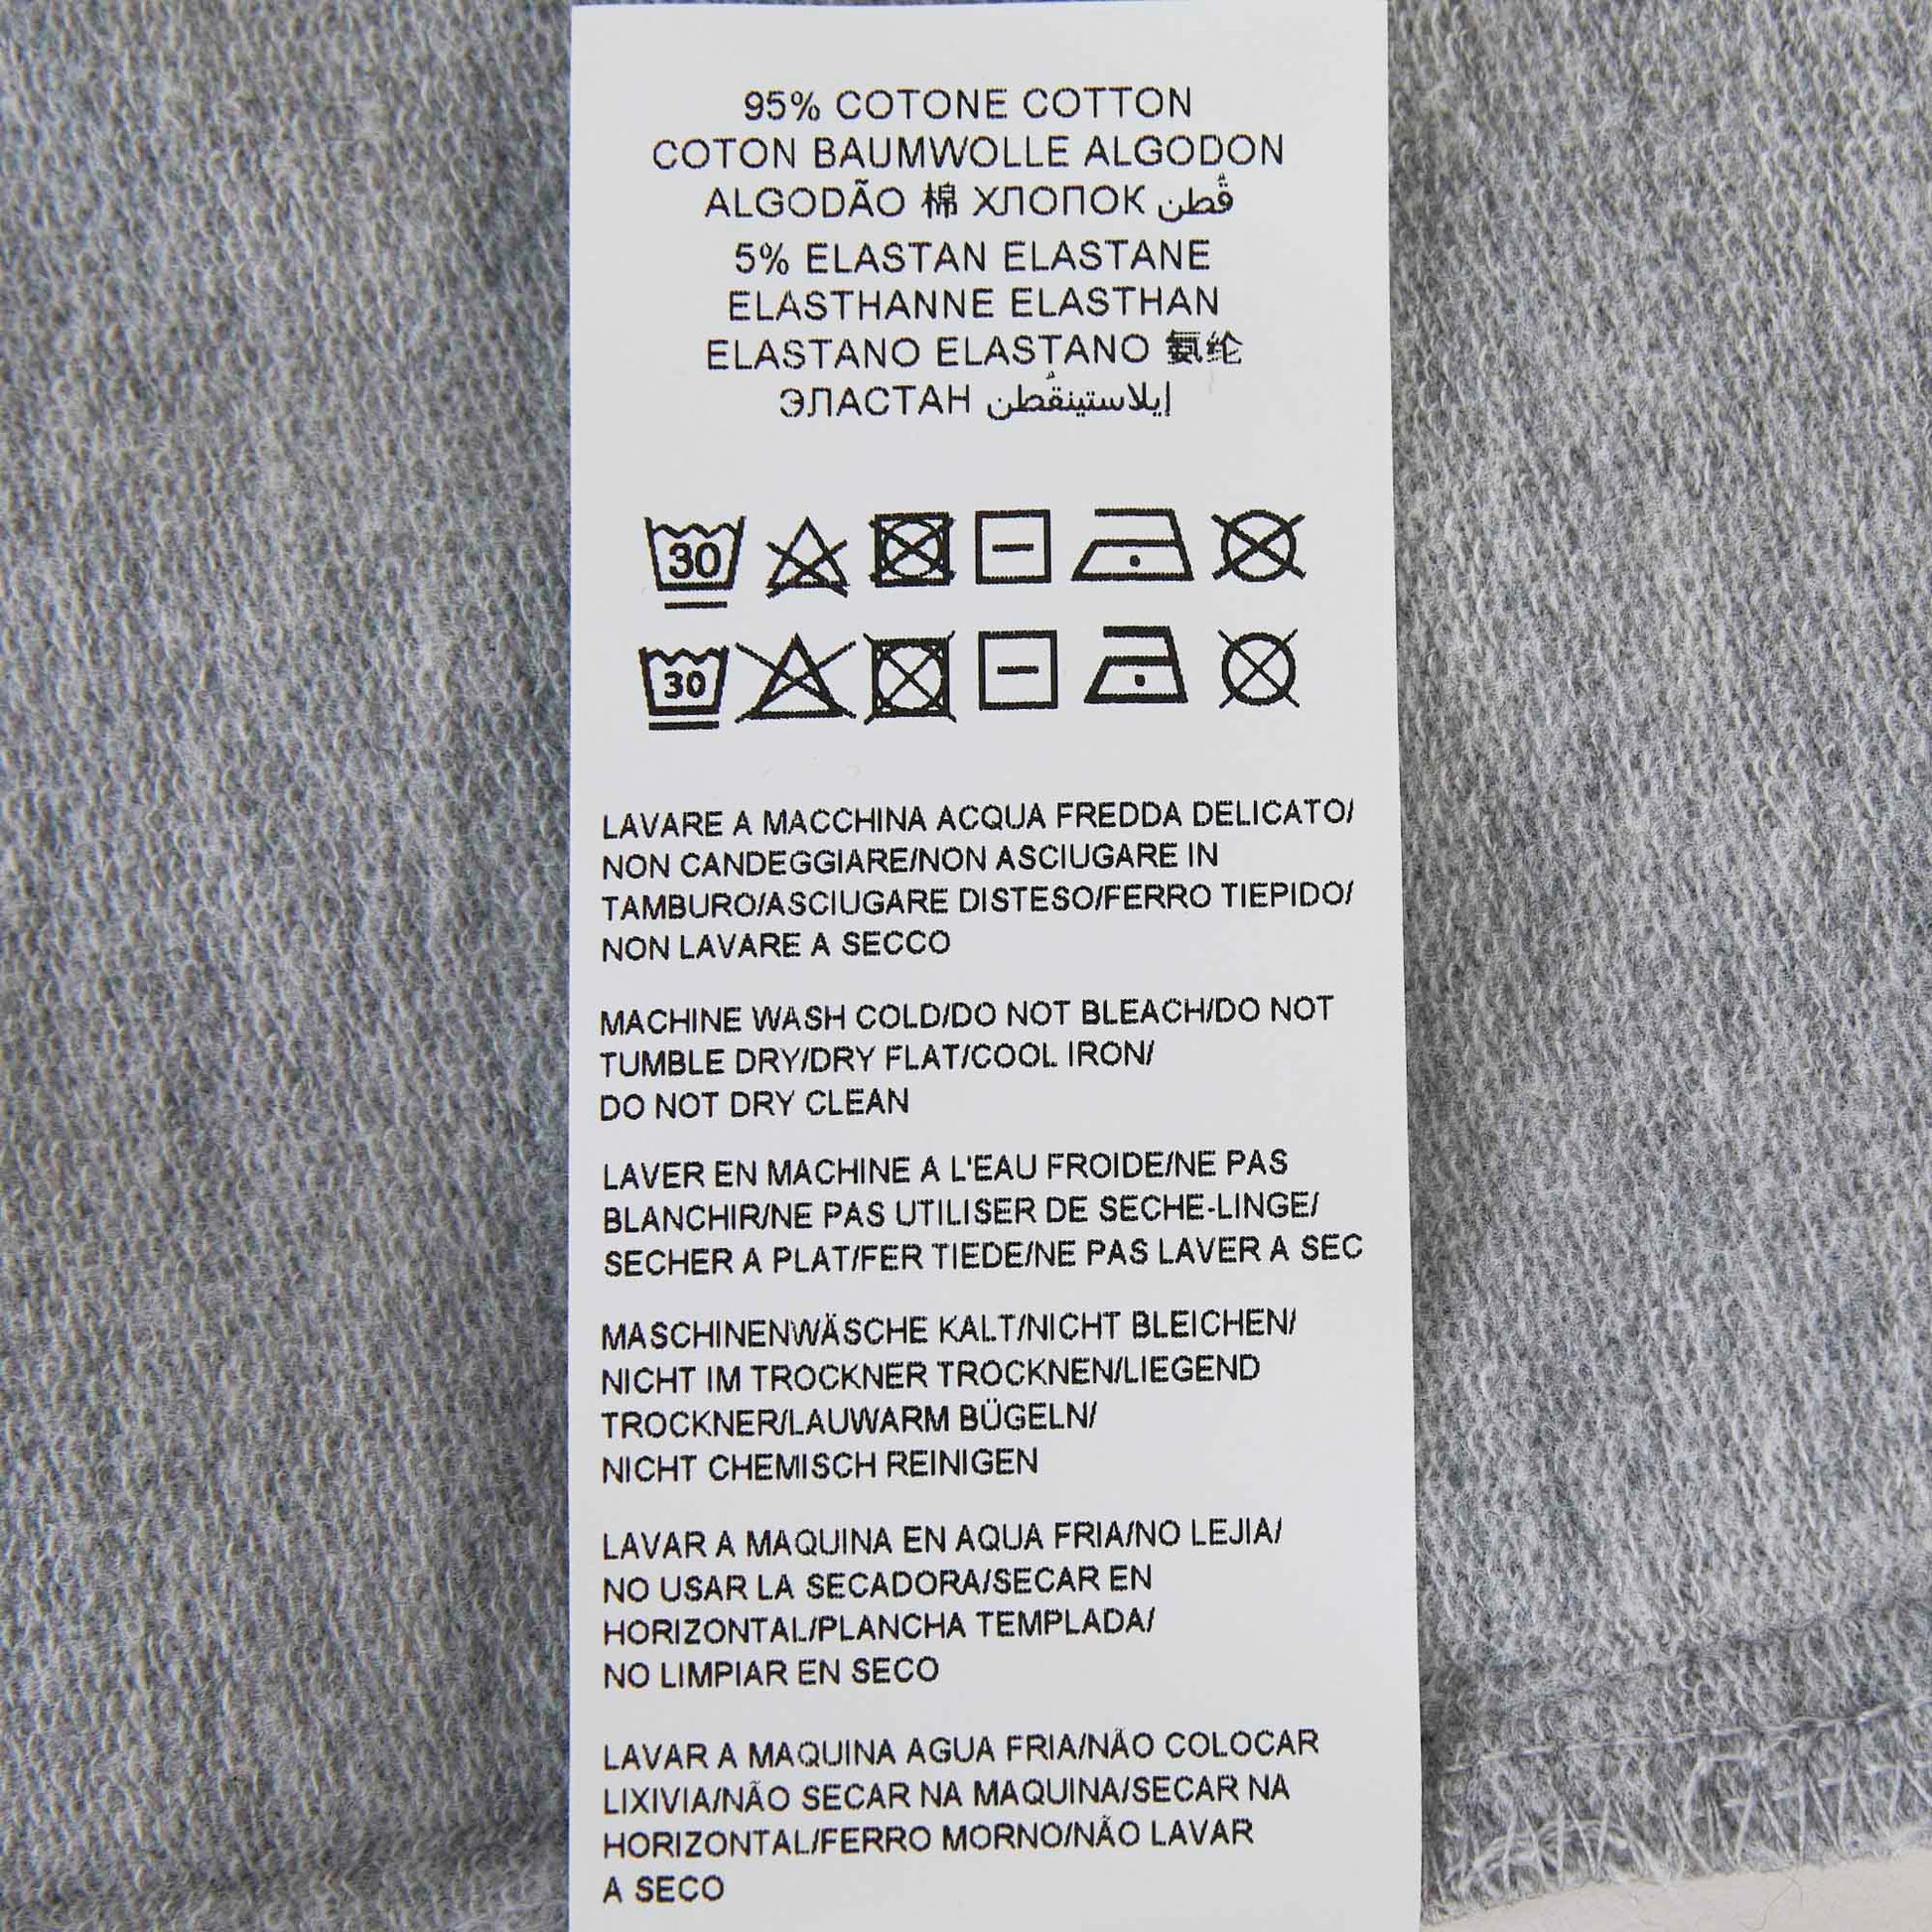 95% COTONE COTTON
COTON BAUMWOLLE ALGODON
ALGODÃO 棉 ХЛОПОК قُطن
5% ELASTAN ELASTANE
ELASTHANNE ELASTHAN
ELASTANO ELASTANO 氨纶
ЭЛАСТАН إيلاستينقُطن
30
30
LAVARE A MACCHINA ACQUA FREDDA DELICATO/
NON CANDEGGIARE/NON ASCIUGARE IN
TAMBURO/ASCIUGARE DISTESO/FERRO TIEPIDO/
NON LAVARE A SECCO
MACHINE WASH COLD/DO NOT BLEACH/DO NOT
TUMBLE DRY/DRY FLAT/COOL IRON/
DO NOT DRY CLEAN
LAVER EN MACHINE A L'EAU FROIDE/NE PAS
BLANCHIR/NE PAS UTILISER DE SECHE-LINGE/
SECHER A PLAT/FER TIEDE/NE PAS LAVER A SEC
MASCHINENWÄSCHE KALT/NICHT BLEICHEN/
NICHT IM TROCKNER TROCKNEN/LIEGEND
TROCKNER/LAUWARM BÜGELN/
NICHT CHEMISCH REINIGEN
LAVAR A MAQUINA EN AQUA FRIA/NO LEJIA/
NO USAR LA SECADORA/SECAR EN
HORIZONTAL/PLANCHA TEMPLADA/
NO LIMPIAR EN SECO
LAVAR A MAQUINA AGUA FRIA/NÃO COLOCAR
LIXIVIA/NÃO SECAR NA MAQUINA/SECAR NA
HORIZONTAL/FERRO MORNO/NÃO LAVAR
A SECO